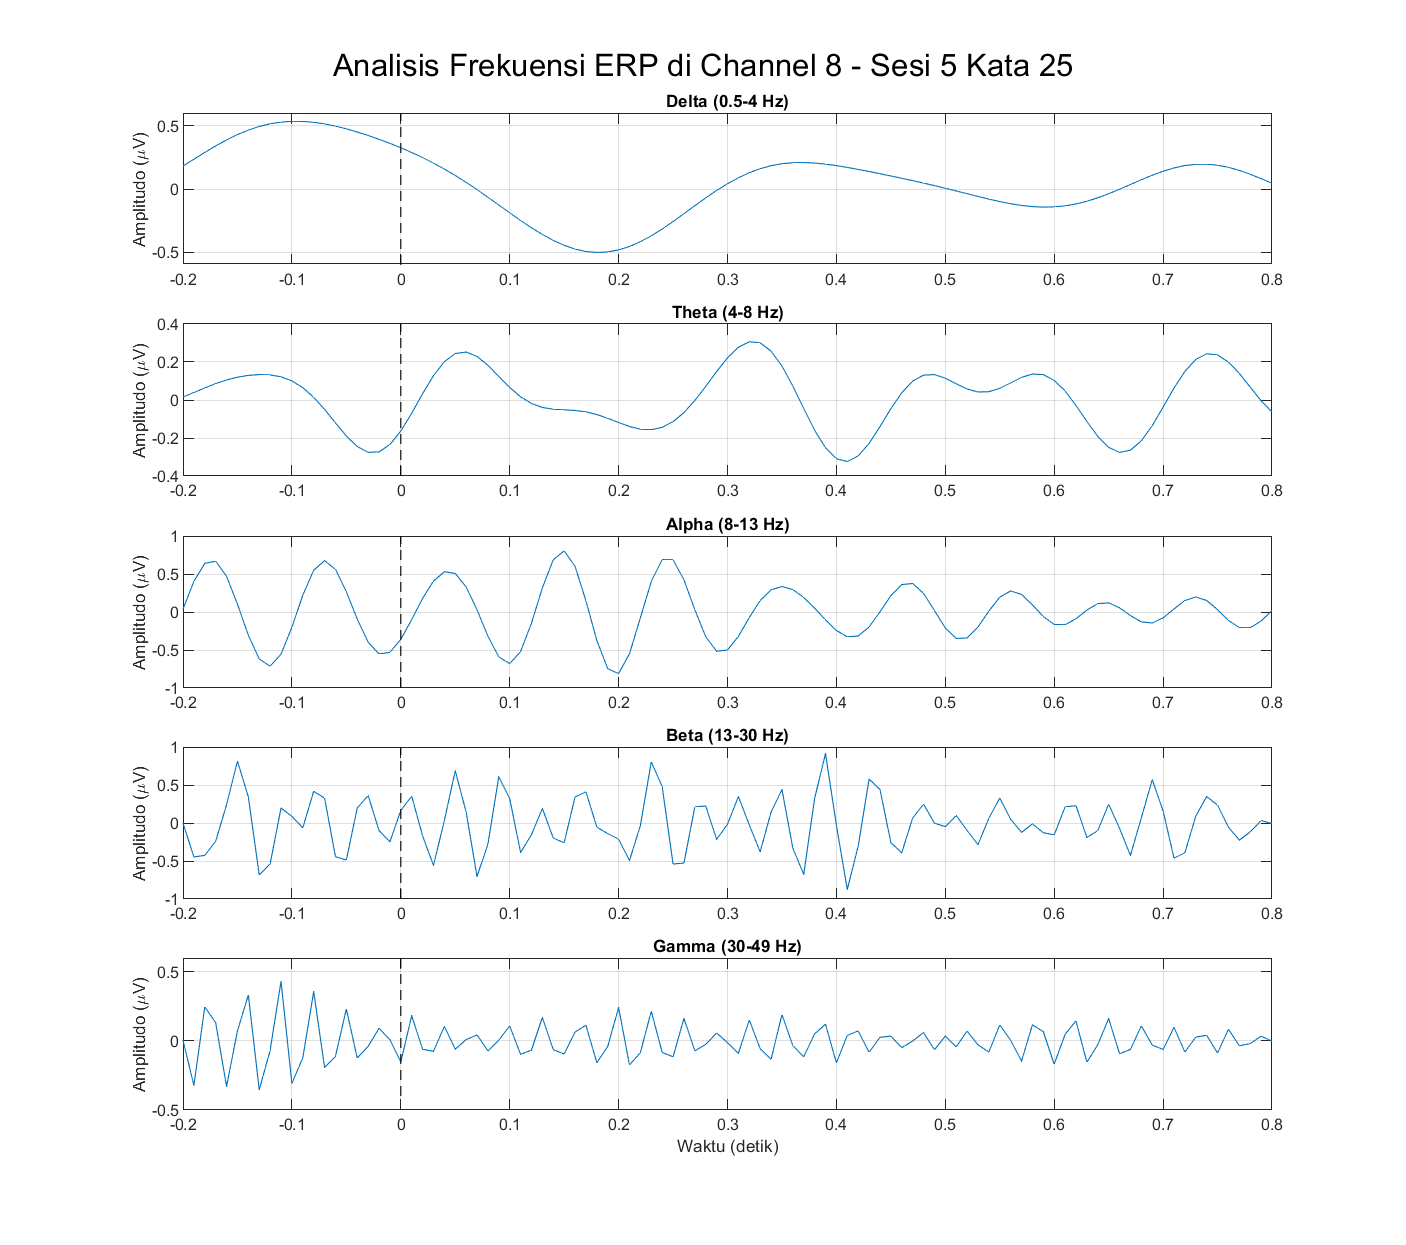 Analisis Frekuensi ERP di Channel 8 - Sesi 5 Kata 25
Delta (0.5-4 Hz)
Amplitudo (μV)
0.5
0
-0.5
-0.2 -0.1 0 0.1 0.2 0.3 0.4 0.5 0.6 0.7 0.8
Theta (4-8 Hz)
Amplitudo (μV)
0.4
0.2
0
-0.2
-0.4
-0.2 -0.1 0 0.1 0.2 0.3 0.4 0.5 0.6 0.7 0.8
Alpha (8-13 Hz)
Amplitudo (μV)
1
0.5
0
-0.5
-1
-0.2 -0.1 0 0.1 0.2 0.3 0.4 0.5 0.6 0.7 0.8
Beta (13-30 Hz)
Amplitudo (μV)
1
0.5
0
-0.5
-1
-0.2 -0.1 0 0.1 0.2 0.3 0.4 0.5 0.6 0.7 0.8
Gamma (30-49 Hz)
Amplitudo (μV)
0.5
0
-0.5
-0.2 -0.1 0 0.1 0.2 0.3 0.4 0.5 0.6 0.7 0.8
Waktu (detik)